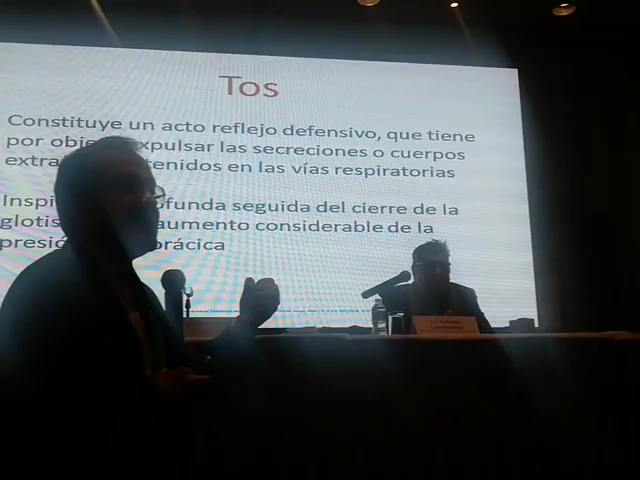 Tos
Constituye un acto reflejo defensivo, que tiene
por obje xpulsar las secreciones o cuerpos
extra tenidos en las vías respiratorias
Inspi ofunda seguida del cierre de la
glotis aumento considerable de la
presió orácica